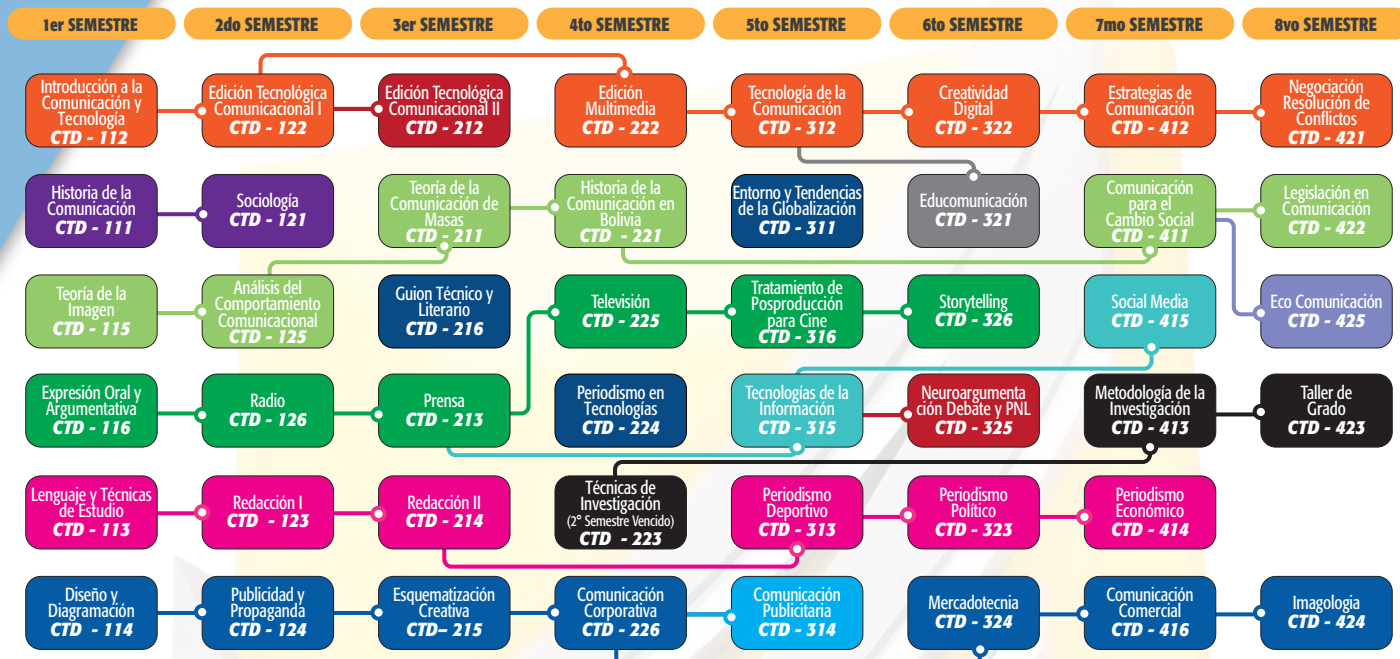 1er SEMESTRE
2do SEMESTRE
3er SEMESTRE
4to SEMESTRE
5to SEMESTRE
6to SEMESTRE
7mo SEMESTRE
8vo SEMESTRE
Introducción a la
Comunicación y
Tecnología
CTD - 112
Edición Tecnológica
Comunicacional I
CTD - 122
Edición Tecnológica
Comunicacional II
CTD - 212
Edición
Multimedia
CTD - 222
Tecnología de la
Comunicación
CTD - 312
Creatividad
Digital
CTD - 322
Estrategias de
Comunicación
CTD - 412
Negociación
Resolución de
Conflictos
CTD - 421
Historia de la
Comunicación
CTD - 111
Sociología
CTD - 121
Teoría de la
Comunicación de
Masas
CTD - 211
Historia de la
Comunicación en
Bolivia
CTD - 221
Entorno y Tendencias
de la Globalización
CTD - 311
Educomunicación
CTD - 321
Comunicación
para el
Cambio Social
CTD - 411
Legislación en
Comunicación
CTD - 422
Teoría de la
Imagen
CTD - 115
Análisis del
Comportamiento
Comunicacional
CTD - 125
Guion Técnico y
Literario
CTD - 216
Televisión
CTD - 225
Tratamiento de
Posproducción
para Cine
CTD - 316
Storytelling
CTD - 326
Social Media
CTD - 415
Eco Comunicación
CTD - 425
Expresión Oral y
Argumentativa
CTD - 116
Radio
CTD - 126
Prensa
CTD - 213
Periodismo en
Tecnologías
CTD - 224
Tecnologías de la
Información
CTD - 315
Neuroargumenta
ción Debate y PNL
CTD - 325
Metodología de la
Investigación
CTD - 413
Taller de
Grado
CTD - 423
Lenguaje y Técnicas
de Estudio
CTD - 113
Redacción I
CTD - 123
Redacción II
CTD - 214
Técnicas de
Investigación
(2° Semestre Vencido)
CTD - 223
Periodismo
Deportivo
CTD - 313
Periodismo
Político
CTD - 323
Periodismo
Económico
CTD - 414
Diseño y
Diagramación
CTD - 114
Publicidad y
Propaganda
CTD - 124
Esquematización
Creativa
CTD– 215
Comunicación
Corporativa
CTD - 226
Comunicación
Publicitaria
CTD - 314
Mercadotecnia
CTD - 324
Comunicación
Comercial
CTD - 416
Imagologia
CTD - 424